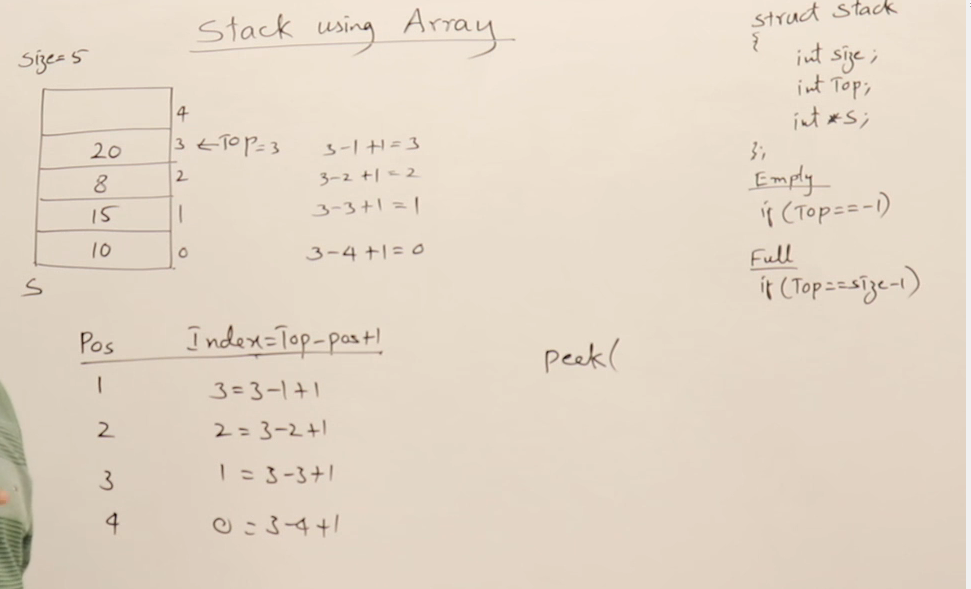 Stack using Array
size=5
4
20 3 ←Top=3 3-1+1=3
8 2 3-2+1=2
15 1 3-3+1=1
10 0 3-4+1=0
S
Pos Index=Top-pos+1
1 3=3-1+1
2 2=3-2+1
3 1=3-3+1
4 0=3-4+1
peek(
struct Stack
{
int size;
int Top;
int *S;
};
Empty
if (Top==-1)
Full
if (Top==size-1)